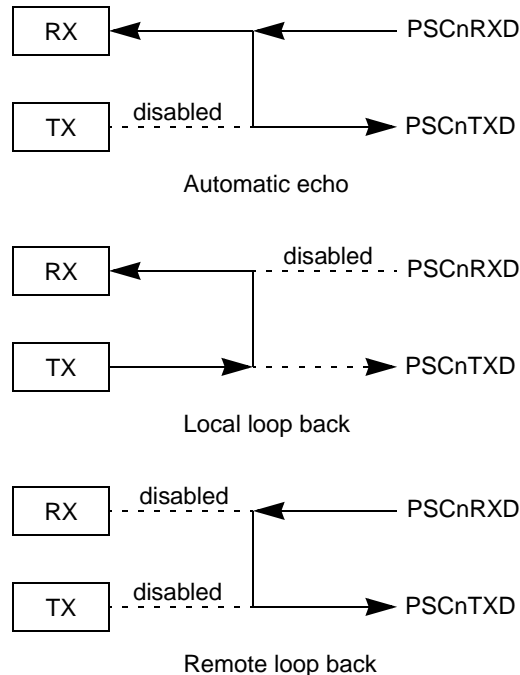 RX PSCnRXD
disabled
TX PSCnTXD
Automatic echo
disabled
RX PSCnRXD
TX PSCnTXD
Local loop back
disabled
RX PSCnRXD
disabled
TX PSCnTXD
Remote loop back